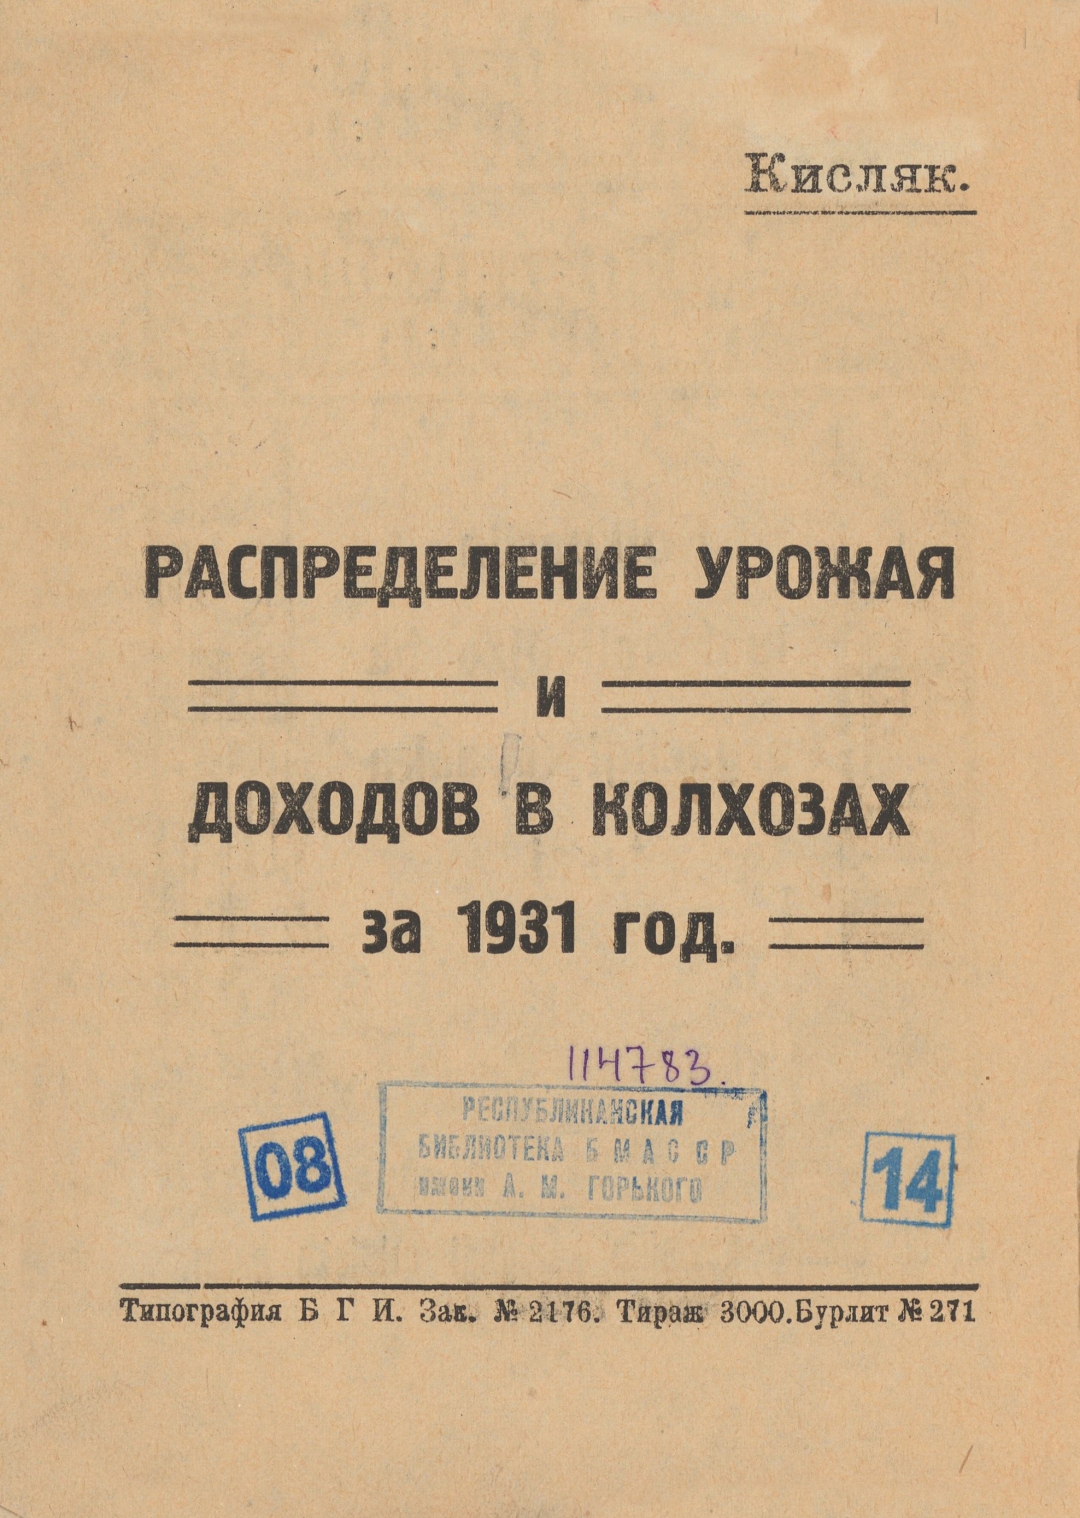 Кисляк.
РАСПРЕДЕЛЕНИЕ УРОЖАЯ
и
ДОХОДОВ В КОЛХОЗАХ
за 1931 год.
114783.
РЕСПУБЛИКАНСКАЯ
БИБЛИОТЕКА БМАССР
имени А. М. ГОРЬКОГО
08
14
Типография Б Г И. Зак. № 2176. Тираж 3000. Бурлит № 271